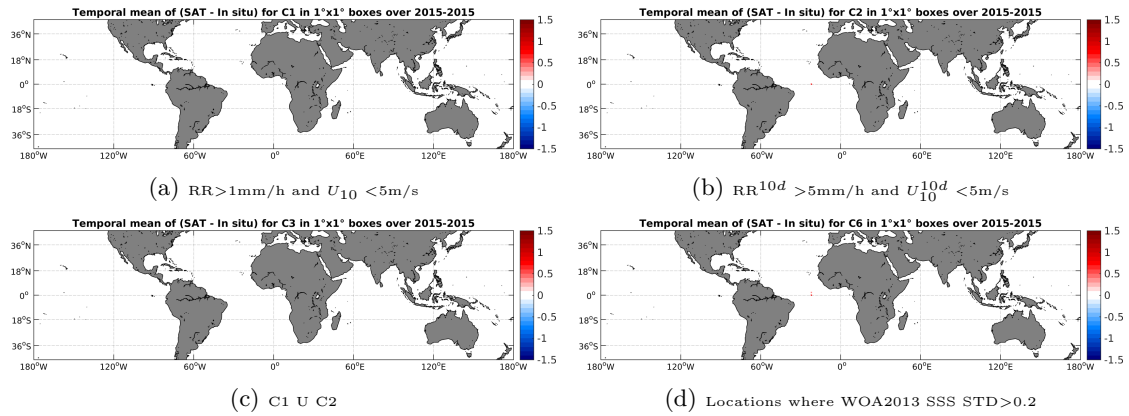 Temporal mean of (SAT - In situ) for C1 in 1°x1° boxes over 2015-2015
36°N
18°N
0°
18°S
36°S
180°W
120°W
60°W
0°
60°E
120°E
180°W
1.5
1
0.5
0
-0.5
-1
-1.5
(a) RR>1mm/h and U10 <5m/s
Temporal mean of (SAT - In situ) for C2 in 1°x1° boxes over 2015-2015
36°N
18°N
0°
18°S
36°S
180°W
120°W
60°W
0°
60°E
120°E
180°W
1.5
1
0.5
0
-0.5
-1
-1.5
(b) RR^10d >5mm/h and U10^10d <5m/s
Temporal mean of (SAT - In situ) for C3 in 1°x1° boxes over 2015-2015
36°N
18°N
0°
18°S
36°S
180°W
120°W
60°W
0°
60°E
120°E
180°W
1.5
1
0.5
0
-0.5
-1
-1.5
(c) C1 U C2
Temporal mean of (SAT - In situ) for C6 in 1°x1° boxes over 2015-2015
36°N
18°N
0°
18°S
36°S
180°W
120°W
60°W
0°
60°E
120°E
180°W
1.5
1
0.5
0
-0.5
-1
-1.5
(d) Locations where WOA2013 SSS STD>0.2